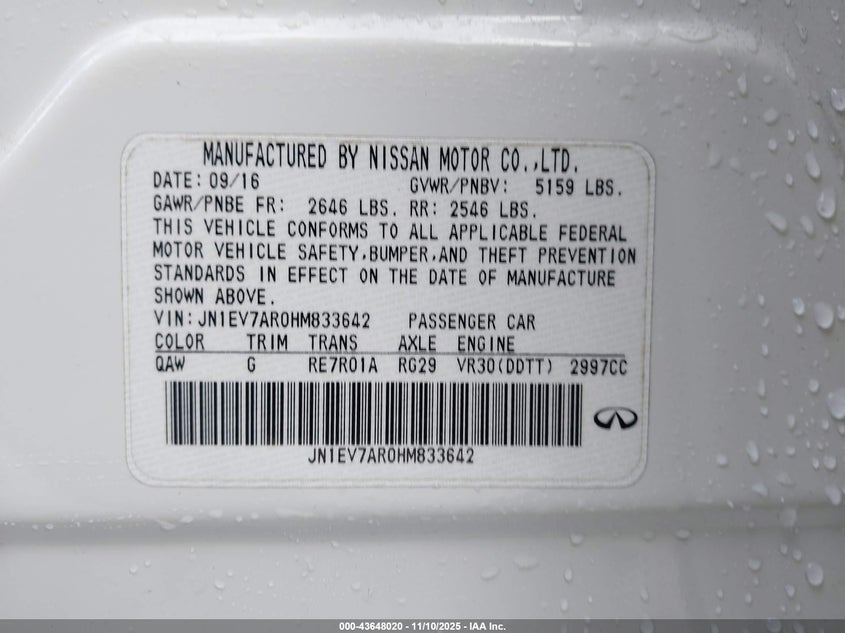 MANUFACTURED BY NISSAN MOTOR CO.,LTD.
DATE: 09/16 GVWR/PNBV: 5159 LBS.
GAWR/PNBE FR: 2646 LBS. RR: 2546 LBS.
THIS VEHICLE CONFORMS TO ALL APPLICABLE FEDERAL
MOTOR VEHICLE SAFETY,BUMPER,AND THEFT PREVENTION
STANDARDS IN EFFECT ON THE DATE OF MANUFACTURE
SHOWN ABOVE.
VIN: JN1EV7AR0HM833642 PASSENGER CAR
COLOR TRIM TRANS AXLE ENGINE
QAW G RE7R01A RG29 VR30(DDTT) 2997CC
JN1EV7AR0HM833642
000-43648020 - 11/10/2025 - IAA Inc.